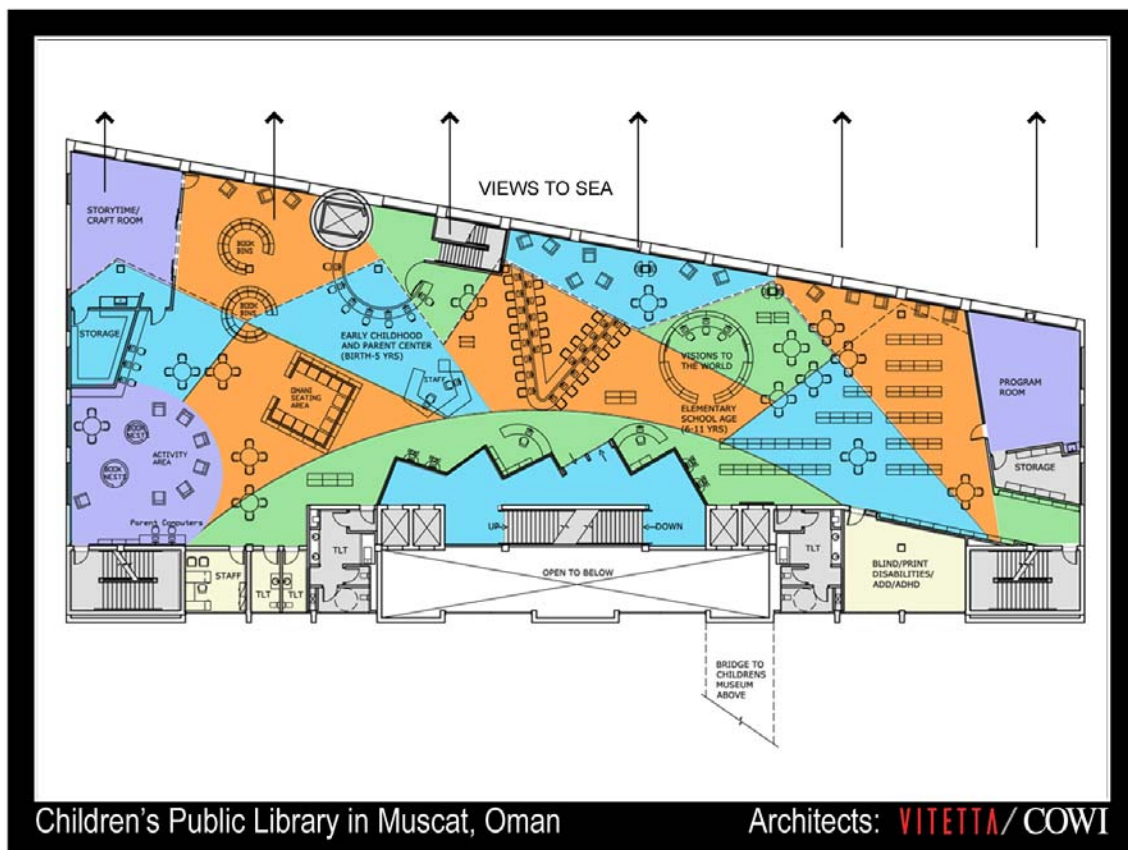 VIEWS TO SEA
STORYTIME/
CRAFT ROOM
BOOK
BINS
BOOK
BINS
STORAGE
EARLY CHILDHOOD
AND PARENT CENTER
(BIRTH-5 YRS)
STAFF
OMANI
SEATING
AREA
VISIONS TO
THE WORLD
ELEMENTARY
SCHOOL AGE
(6-11 YRS)
PROGRAM
ROOM
STORAGE
BOOK
NESTS
ACTIVITY
AREA
BOOK
NESTS
Parent Computers
UP
DOWN
STAFF
TLT
TLT
TLT
OPEN TO BELOW
TLT
BLIND/PRINT
DISABILITIES/
ADD/ADHD
BRIDGE TO
CHILDRENS
MUSEUM
ABOVE
Children's Public Library in Muscat, Oman
Architects: VITETTA/ COWI